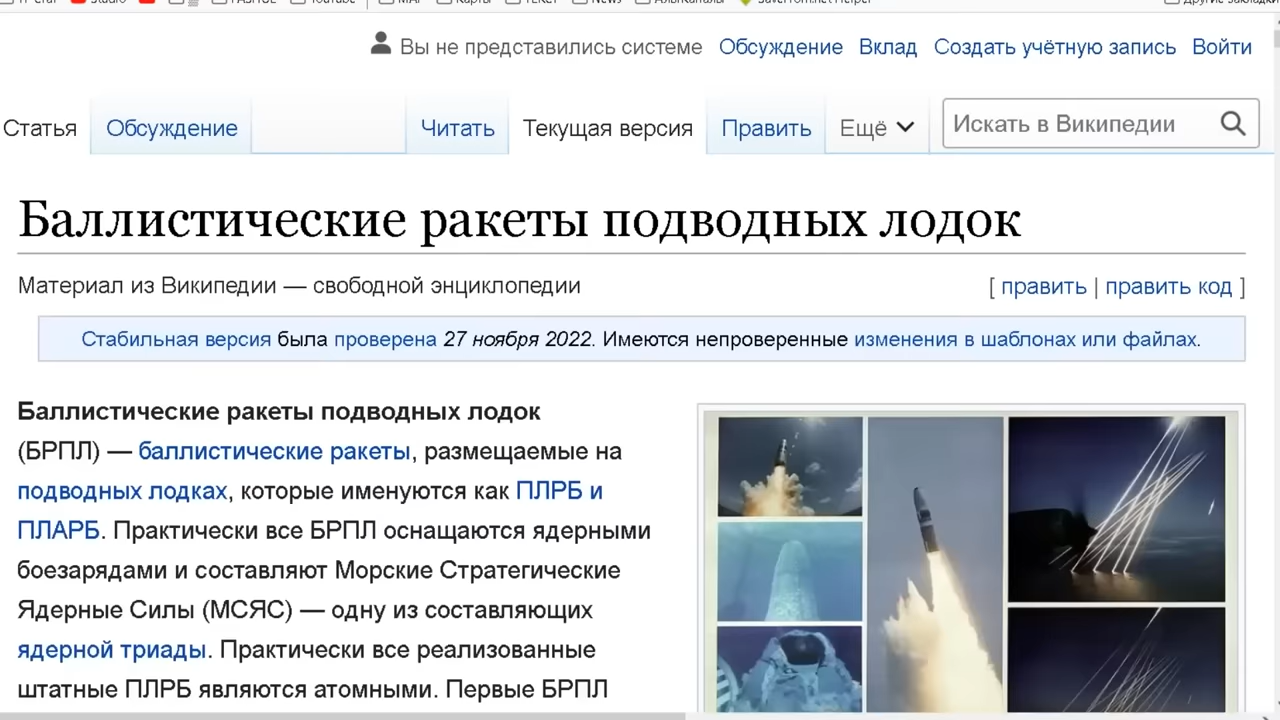 Вы не представились системе Обсуждение Вклад Создать учётную запись Войти
Статья Обсуждение Читать Текущая версия Править Ещё Искать в Википедии
Баллистические ракеты подводных лодок
Материал из Википедии — свободной энциклопедии [ править | править код ]
Стабильная версия была проверена 27 ноября 2022. Имеются непроверенные изменения в шаблонах или файлах.
Баллистические ракеты подводных лодок
(БРПЛ) — баллистические ракеты, размещаемые на
подводных лодках, которые именуются как ПЛРБ и
ПЛАРБ. Практически все БРПЛ оснащаются ядерными
боезарядами и составляют Морские Стратегические
Ядерные Силы (МСЯС) — одну из составляющих
ядерной триады. Практически все реализованные
штатные ПЛРБ являются атомными. Первые БРПЛ